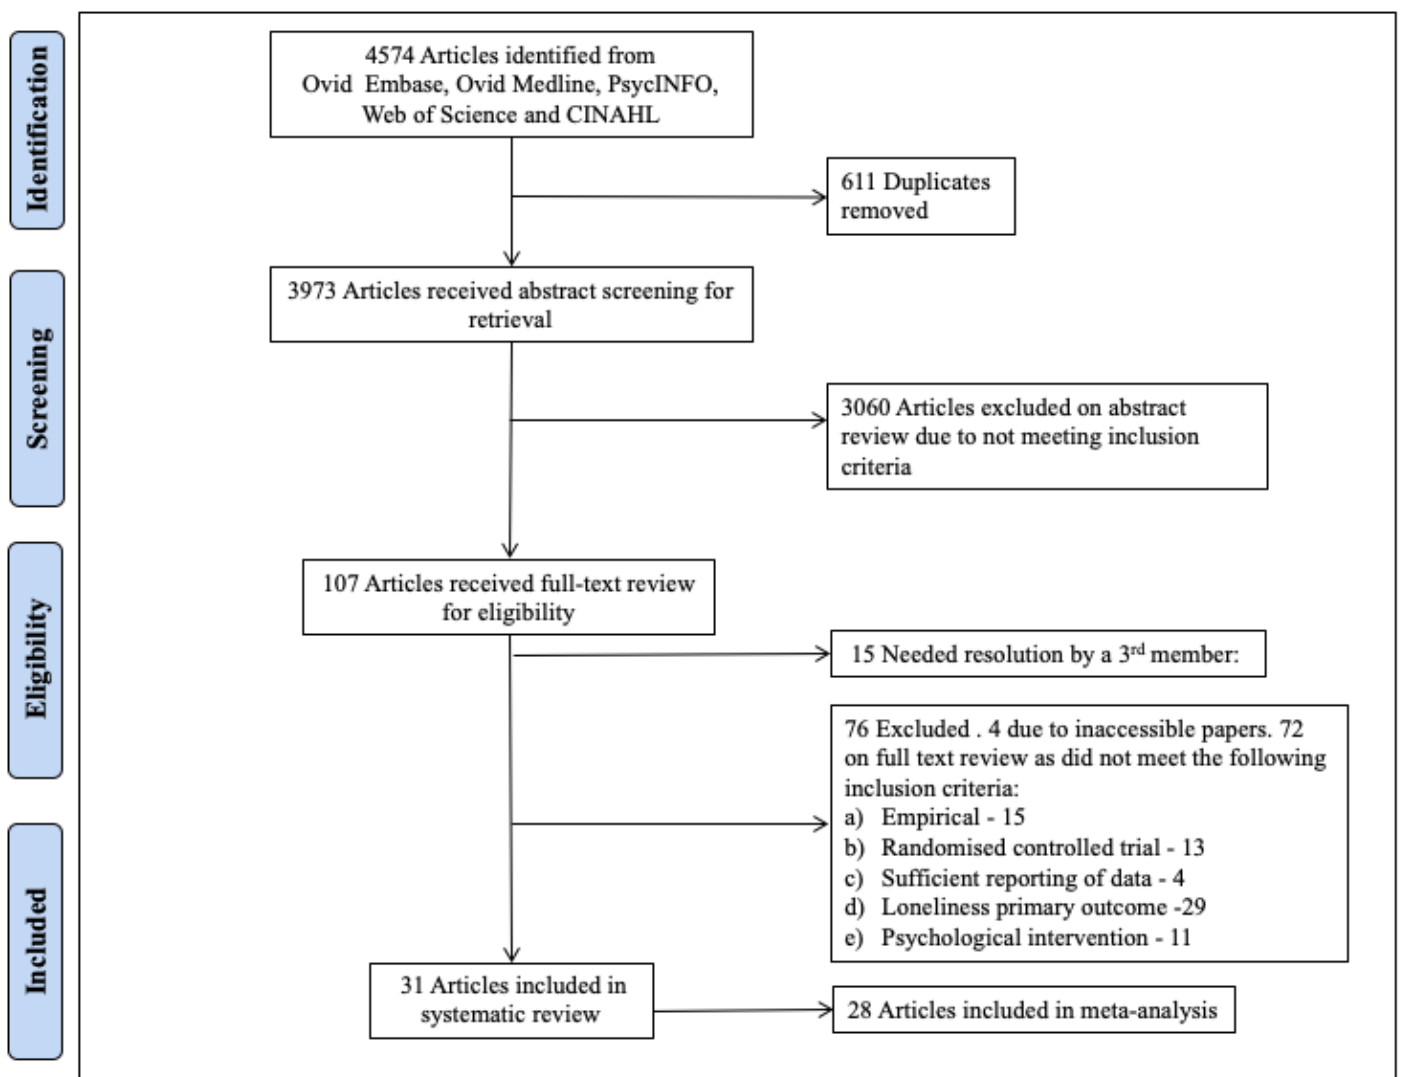 Identification
4574 Articles identified from
Ovid Embase, Ovid Medline, PsycINFO,
Web of Science and CINAHL
611 Duplicates
removed
Screening
3973 Articles received abstract screening for
retrieval
3060 Articles excluded on abstract
review due to not meeting inclusion
criteria
Eligibility
107 Articles received full-text review
for eligibility
15 Needed resolution by a 3rd member:
76 Excluded . 4 due to inaccessible papers. 72
on full text review as did not meet the following
inclusion criteria:
a) Empirical - 15
b) Randomised controlled trial - 13
c) Sufficient reporting of data - 4
d) Loneliness primary outcome -29
e) Psychological intervention - 11
Included
31 Articles included in
systematic review
28 Articles included in meta-analysis